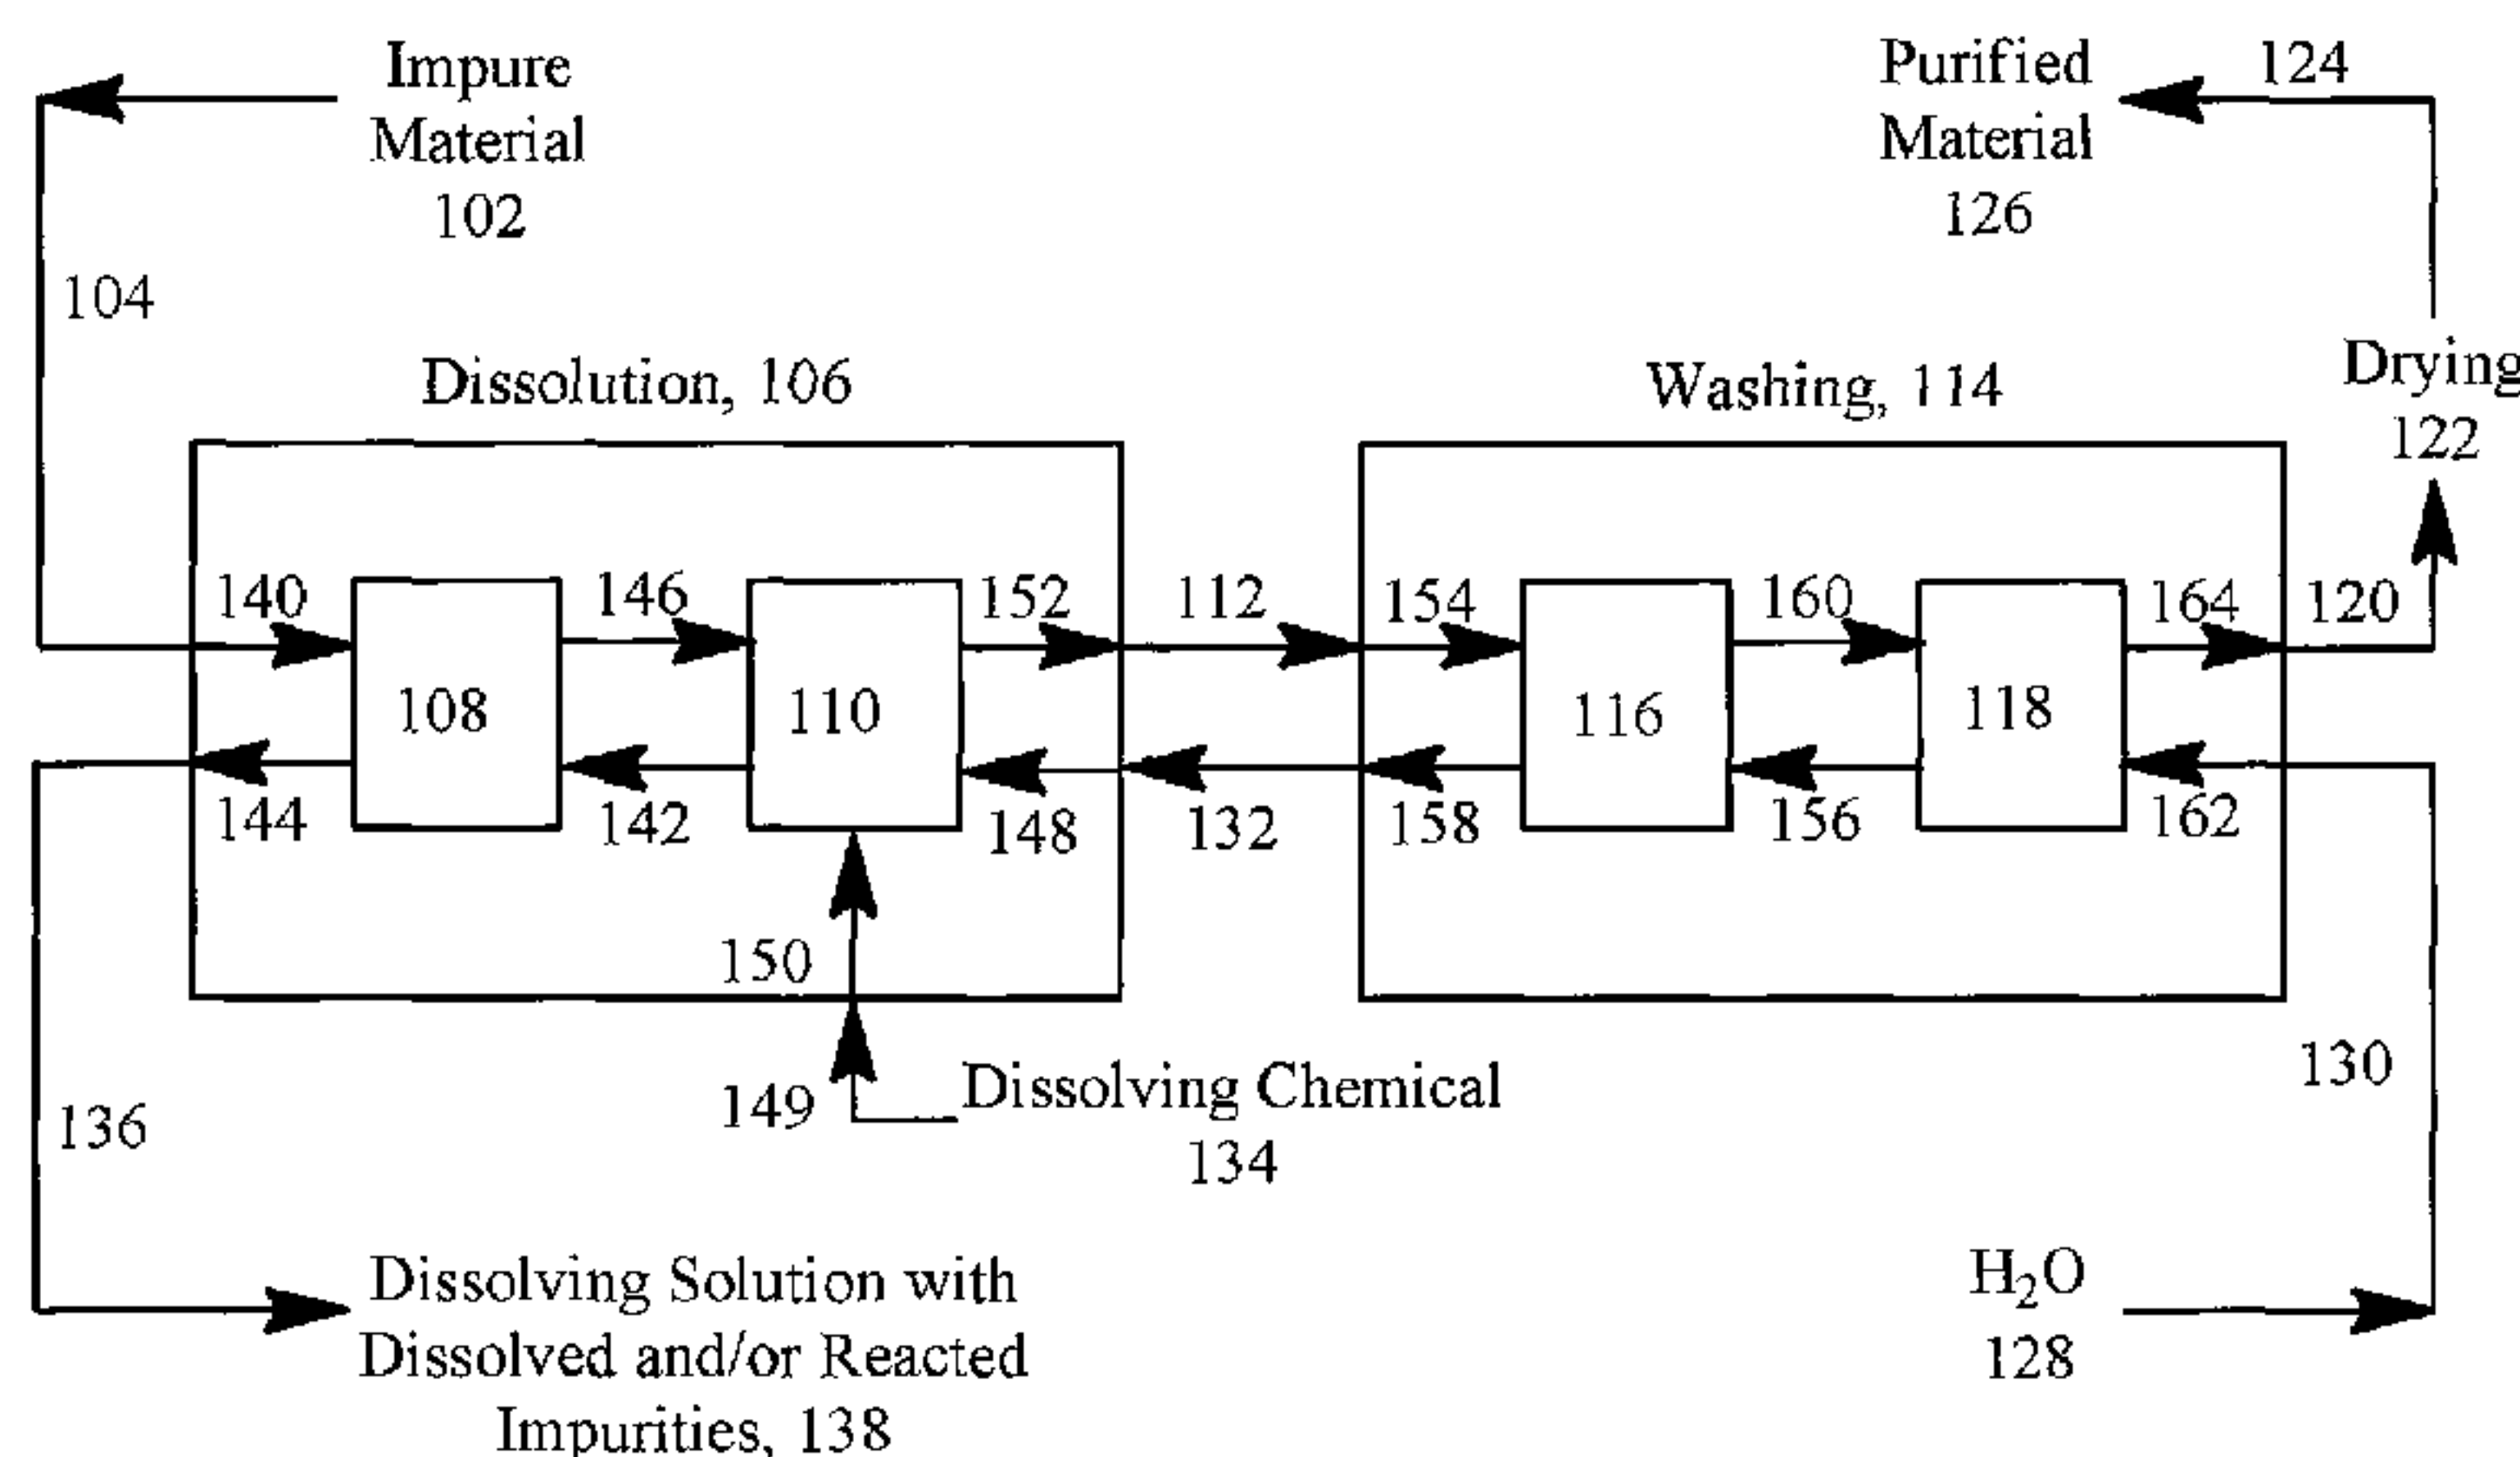 Impure
Material
102
Purified
Material
126
124
104
Dissolution, 106
Washing, 114
Drying
122
140
146
152
112
154
160
164
120
108
110
116
118
144
142
148
132
158
156
162
150
149
Dissolving Chemical
134
130
136
Dissolving Solution with
Dissolved and/or Reacted
Impurities, 138
H₂O
128